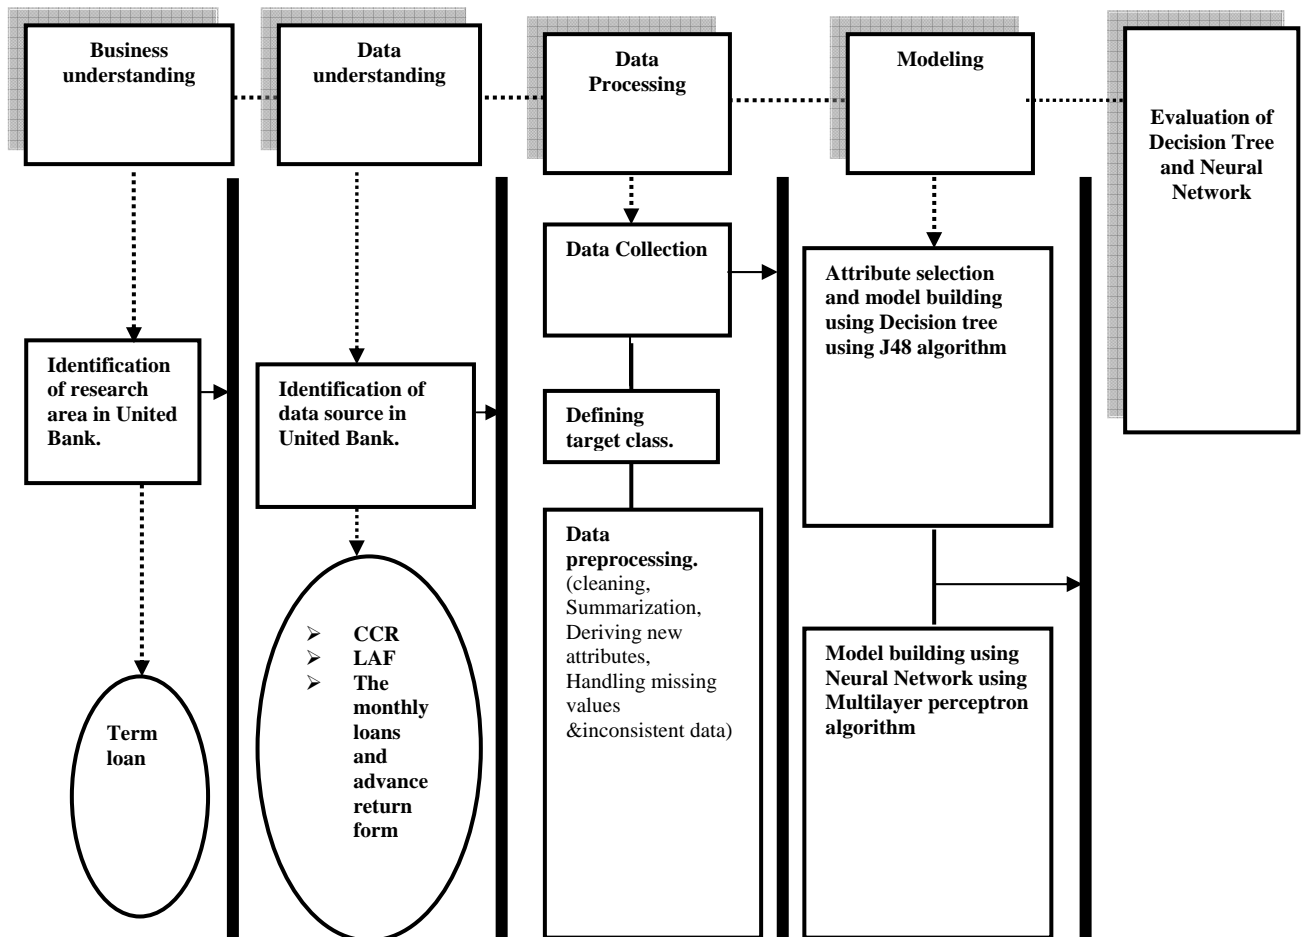 Business
understanding
Data
understanding
Data
Processing
Modeling
Evaluation of
Decision Tree
and Neural
Network
Identification
of research
area in United
Bank.
Term
loan
Identification of
data source in
United Bank.
➢ CCR
➢ LAF
➢ The
monthly
loans
and
advance
return
form
Data Collection
Defining
target class.
Data
preprocessing.
(cleaning,
Summarization,
Deriving new
attributes,
Handling missing
values
&inconsistent data)
Attribute selection
and model building
using Decision tree
using J48 algorithm
Model building using
Neural Network using
Multilayer perceptron
algorithm